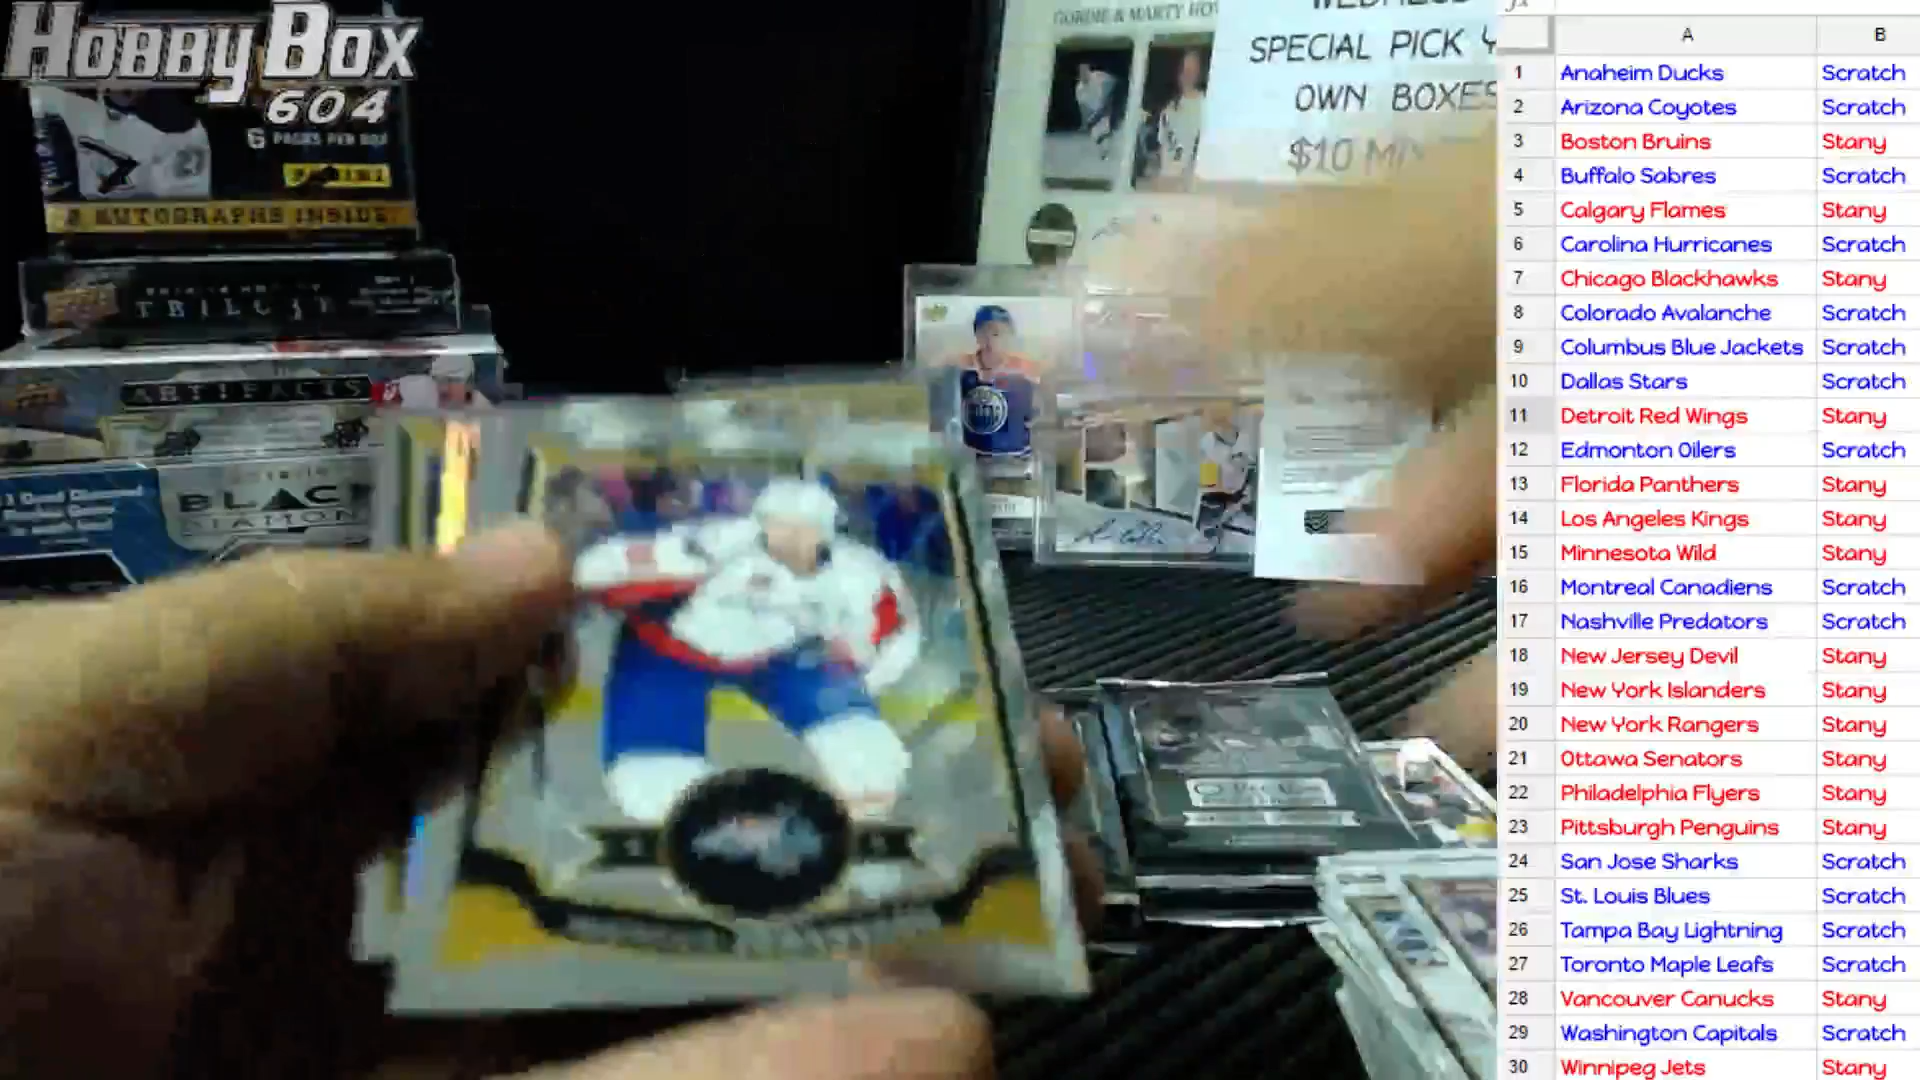 HOBBYBOX
604
6 PACKS PER BOX
PANINI
AUTOGRAPHS INSIDE
TRILOGY
ARTIFACTS
BLACK
DIAMOND
GORDIE & MARTY
SPECIAL PICK Y
OWN BOXES
$10 MI
A B
1 Anaheim Ducks Scratch
2 Arizona Coyotes Scratch
3 Boston Bruins Stany
4 Buffalo Sabres Scratch
5 Calgary Flames Stany
6 Carolina Hurricanes Scratch
7 Chicago Blackhawks Stany
8 Colorado Avalanche Scratch
9 Columbus Blue Jackets Scratch
10 Dallas Stars Scratch
11 Detroit Red Wings Stany
12 Edmonton Oilers Scratch
13 Florida Panthers Stany
14 Los Angeles Kings Stany
15 Minnesota Wild Stany
16 Montreal Canadiens Scratch
17 Nashville Predators Scratch
18 New Jersey Devil Stany
19 New York Islanders Stany
20 New York Rangers Stany
21 Ottawa Senators Stany
22 Philadelphia Flyers Stany
23 Pittsburgh Penguins Stany
24 San Jose Sharks Scratch
25 St. Louis Blues Scratch
26 Tampa Bay Lightning Scratch
27 Toronto Maple Leafs Scratch
28 Vancouver Canucks Stany
29 Washington Capitals Scratch
30 Winnipeg Jets Stany